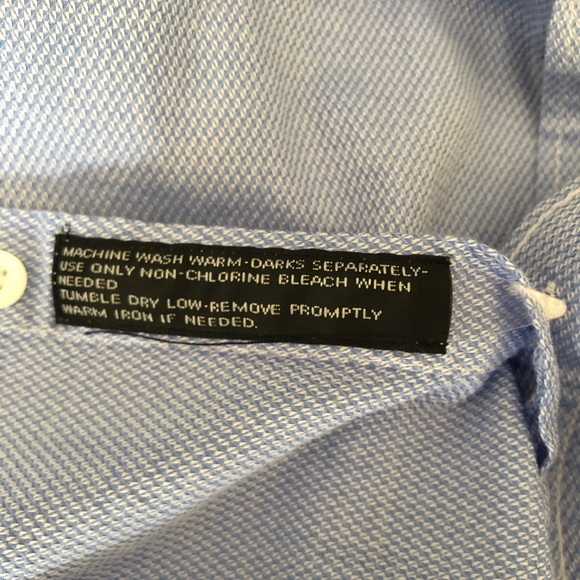 MACHINE WASH WARM-DARKS SEPARATELY-
USE ONLY NON-CHLORINE BLEACH WHEN
NEEDED
TUMBLE DRY LOW-REMOVE PROMPTLY
WARM IRON IF NEEDED.